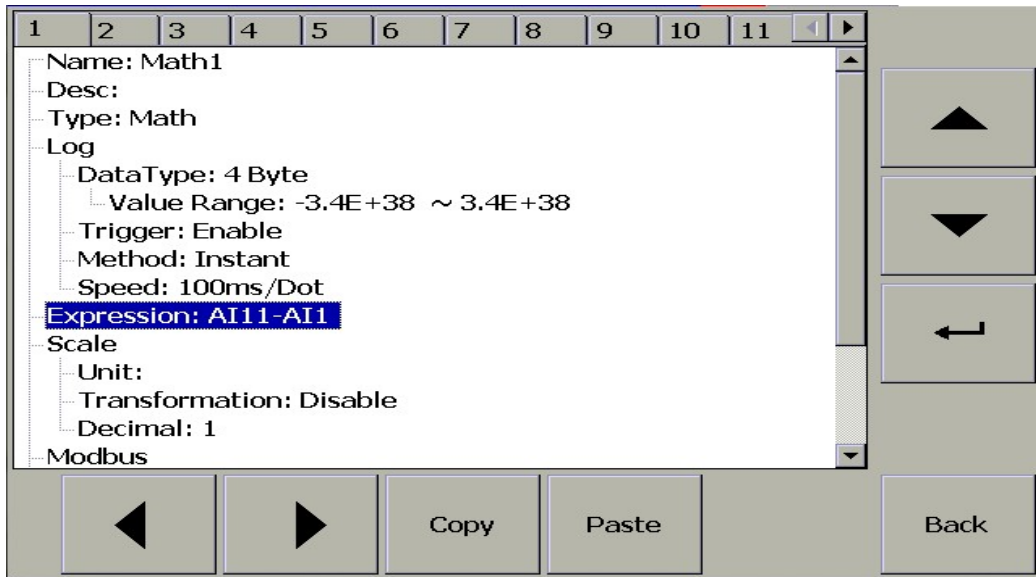 1 2 3 4 5 6 7 8 9 10 11
Name: Math1
Desc:
Type: Math
Log
DataType: 4 Byte
Value Range: -3.4E+38 ~ 3.4E+38
Trigger: Enable
Method: Instant
Speed: 100ms/Dot
Expression: AI11-AI1
Scale
Unit:
Transformation: Disable
Decimal: 1
Modbus
Copy Paste Back